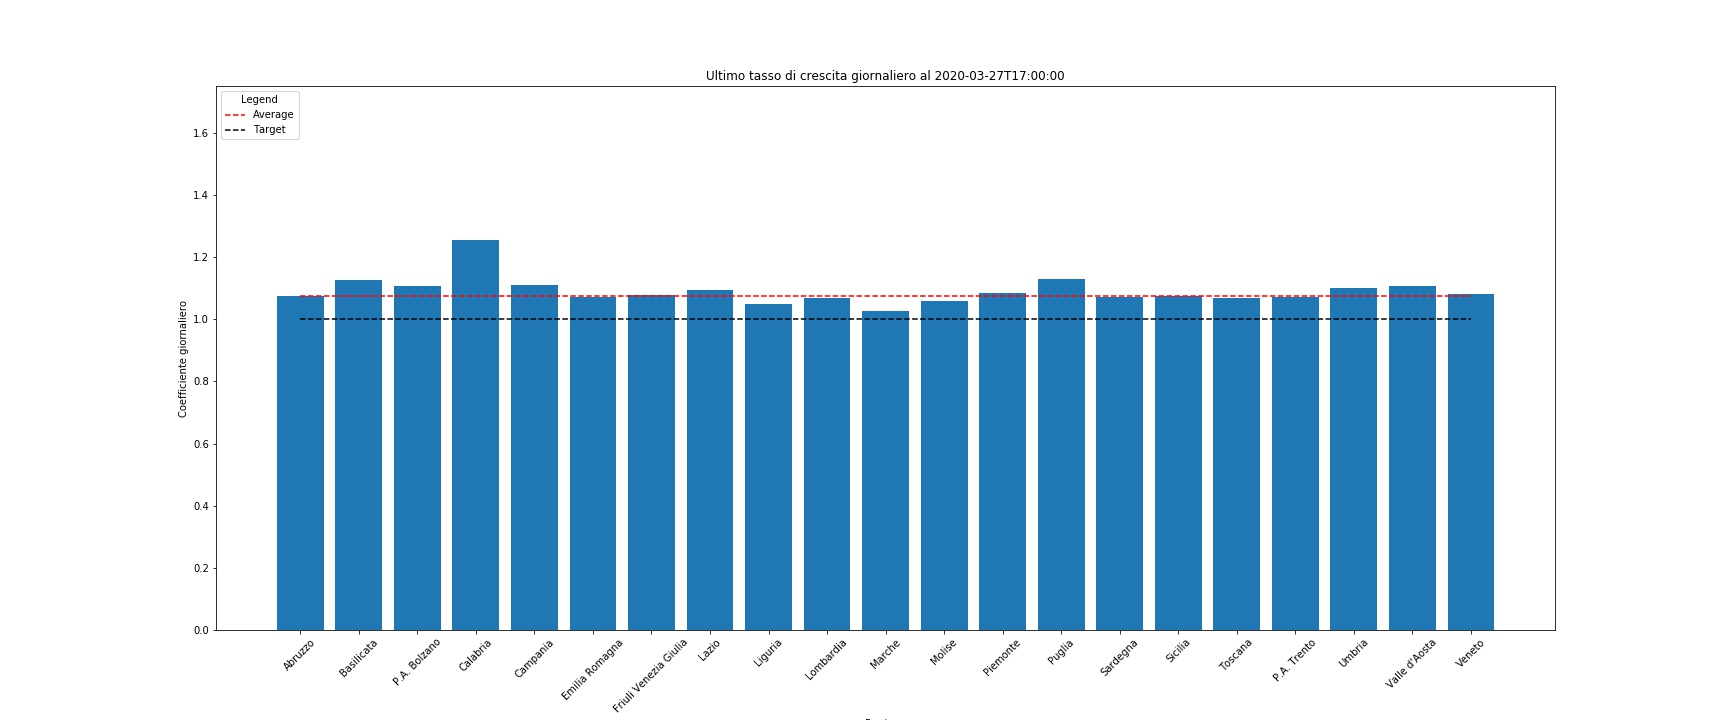 Ultimo tasso di crescita giornaliero al 2020-03-27T17:00:00
Legend
Average
Target
1.6
1.4
1.2
1.0
0.8
0.6
0.4
0.2
0.0
Coefficiente giornaliero
Abruzzo
Basilicata
P.A. Bolzano
Calabria
Campania
Emilia Romagna
Friuli Venezia Giulia
Lazio
Liguria
Lombardia
Marche
Molise
Piemonte
Puglia
Sardegna
Sicilia
Toscana
P.A. Trento
Umbria
Valle d'Aosta
Veneto